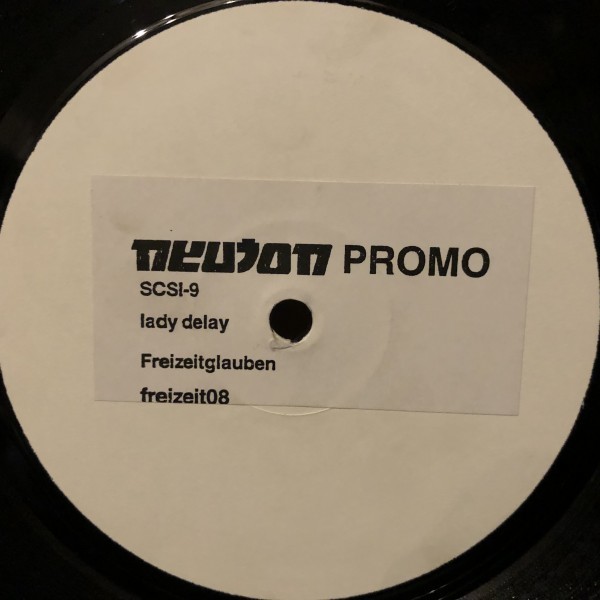 neuton PROMO
SCSI-9
lady delay
Freizeitglauben
freizeit08